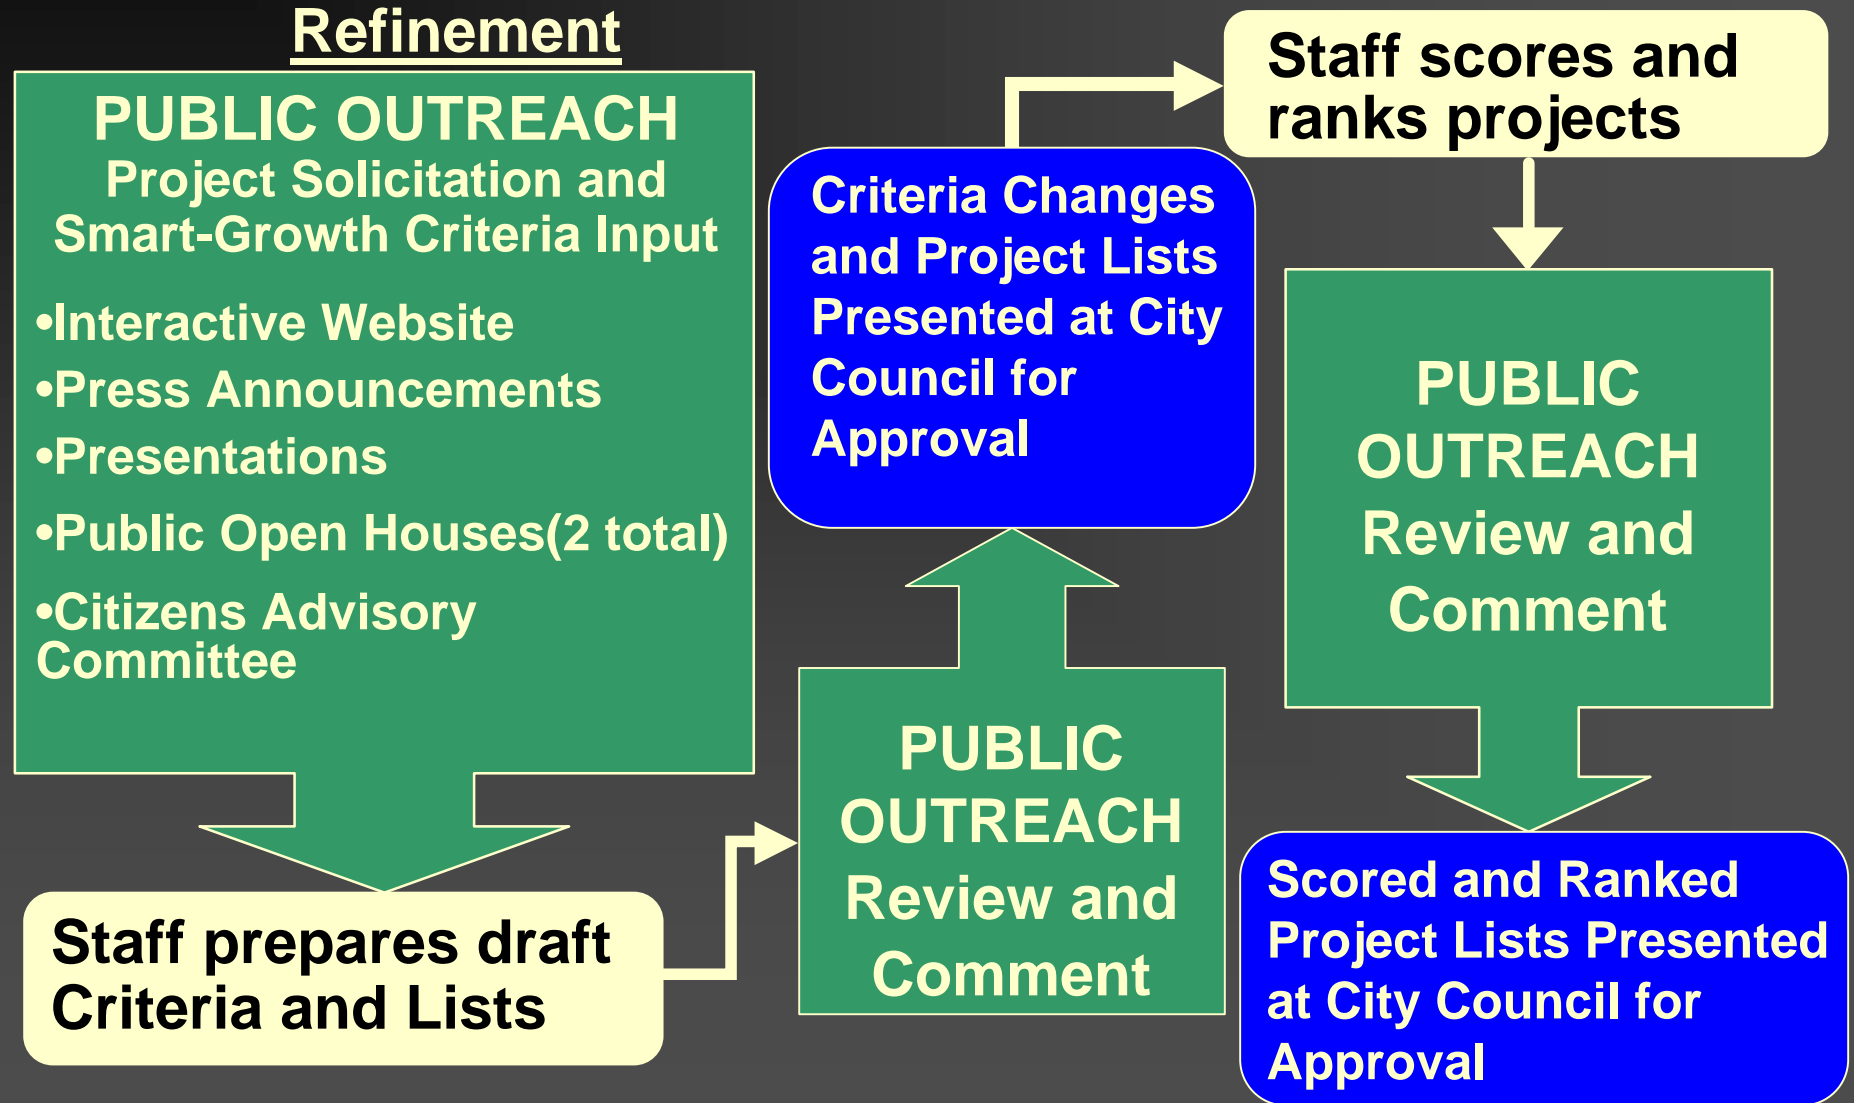 Refinement
PUBLIC OUTREACH
Project Solicitation and
Smart-Growth Criteria Input
•Interactive Website
•Press Announcements
•Presentations
•Public Open Houses(2 total)
•Citizens Advisory
Committee
Staff prepares draft
Criteria and Lists
PUBLIC
OUTREACH
Review and
Comment
Criteria Changes
and Project Lists
Presented at City
Council for
Approval
Staff scores and
ranks projects
PUBLIC
OUTREACH
Review and
Comment
Scored and Ranked
Project Lists Presented
at City Council for
Approval